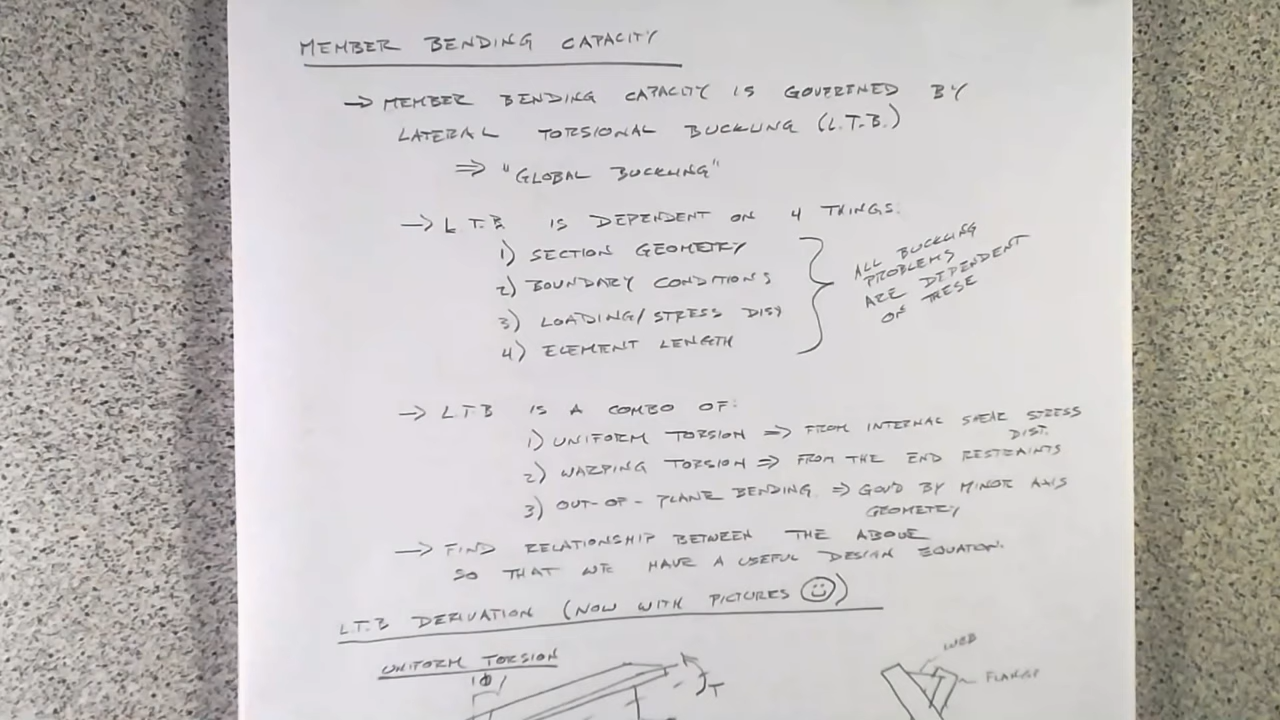 MEMBER BENDING CAPACITY
→ MEMBER BENDING CAPACITY IS GOVERENED BY
LATERAL TORSIONAL BUCKLING (L.T.B.)
⇒ "GLOBAL BUCKLING"
→ L.T.B IS DEPENDENT ON 4 THINGS:
1) SECTION GEOMETRY
2) BOUNDARY CONDITIONS
3) LOADING/STRESS DIST
4) ELEMENT LENGTH
ALL BUCKLING
PROBLEMS
ARE DEPENDENT
ON THESE
→ LTB IS A COMBO OF:
1) UNIFORM TORSION ⇒ FROM INTERNAL SHEAR STRESS
DIST.
2) WARPING TORSION ⇒ FROM THE END RESTRAINTS
3) OUT-OF-PLANE BENDING ⇒ GOV'D BY MINOR AXIS
GEOMETRY
→ FIND RELATIONSHIP BETWEEN THE ABOVE
SO THAT WE HAVE A USEFUL DESIGN EQUATION.
L.T.B DERIVATION (NOW WITH PICTURES ☺)
UNIFORM TORSION
ϕ
T
WEB
FLANGE